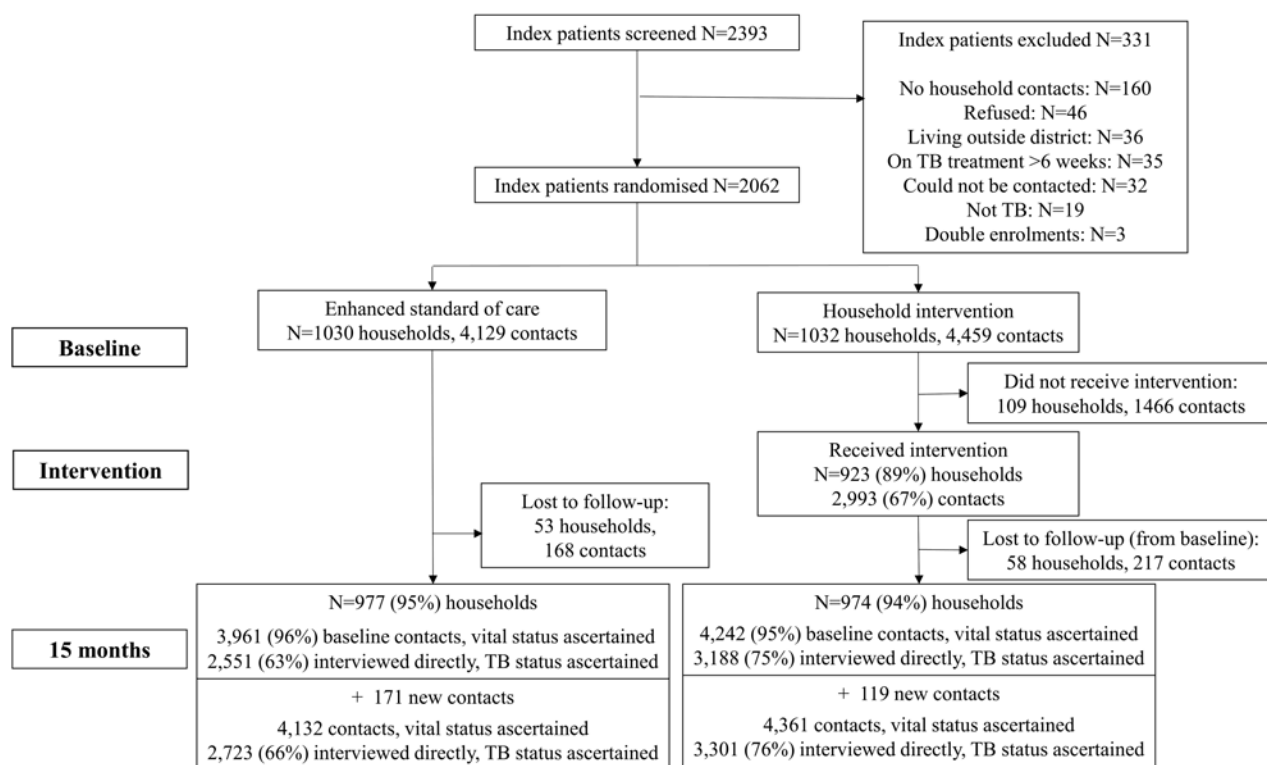 Index patients screened N=2393
Index patients excluded N=331
No household contacts: N=160
Refused: N=46
Living outside district: N=36
On TB treatment >6 weeks: N=35
Could not be contacted: N=32
Not TB: N=19
Double enrolments: N=3
Index patients randomised N=2062
Baseline
Enhanced standard of care
N=1030 households, 4,129 contacts
Household intervention
N=1032 households, 4,459 contacts
Did not receive intervention:
109 households, 1466 contacts
Intervention
Received intervention
N=923 (89%) households
2,993 (67%) contacts
Lost to follow-up:
53 households,
168 contacts
Lost to follow-up (from baseline):
58 households, 217 contacts
15 months
N=977 (95%) households
3,961 (96%) baseline contacts, vital status ascertained
2,551 (63%) interviewed directly, TB status ascertained
+ 171 new contacts
4,132 contacts, vital status ascertained
2,723 (66%) interviewed directly, TB status ascertained
N=974 (94%) households
4,242 (95%) baseline contacts, vital status ascertained
3,188 (75%) interviewed directly, TB status ascertained
+ 119 new contacts
4,361 contacts, vital status ascertained
3,301 (76%) interviewed directly, TB status ascertained